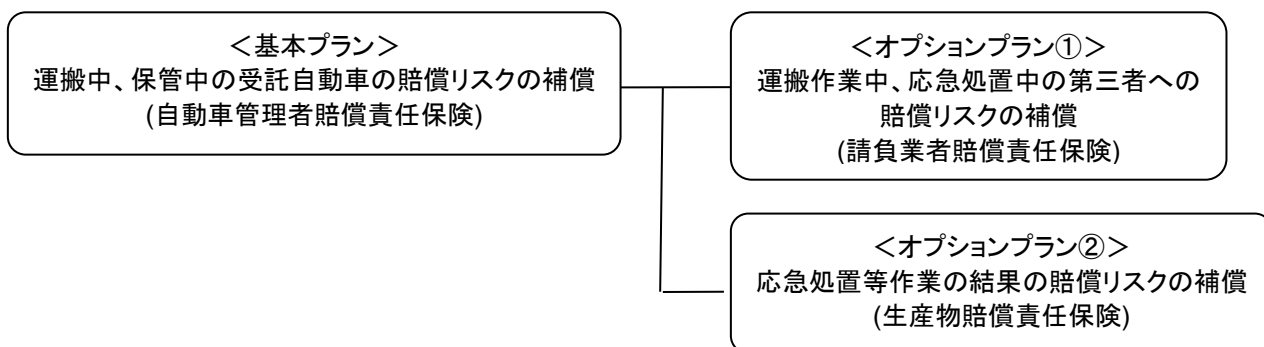 ＜基本プラン＞
運搬中、保管中の受託自動車の賠償リスクの補償
(自動車管理者賠償責任保険)
＜オプションプラン①＞
運搬作業中、応急処置中の第三者への
賠償リスクの補償
(請負業者賠償責任保険)
＜オプションプラン②＞
応急処置等作業の結果の賠償リスクの補償
(生産物賠償責任保険)